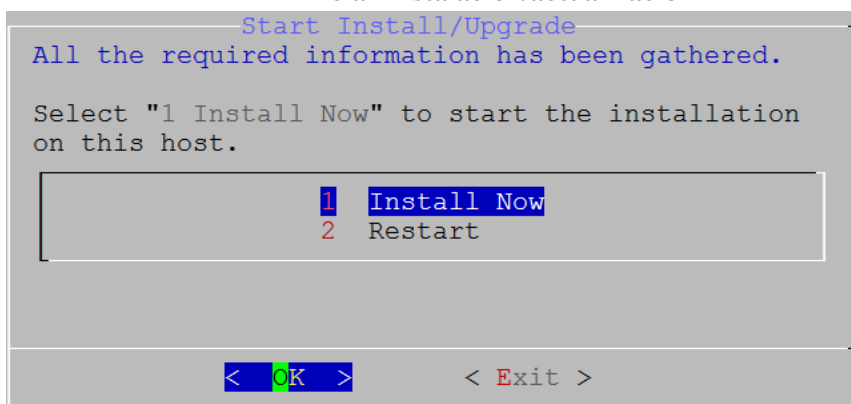 Start Install/Upgrade
All the required information has been gathered.
Select "1 Install Now" to start the installation
on this host.
1 Install Now
2 Restart
< OK > < Exit >